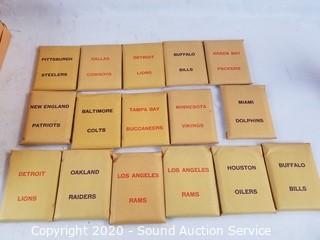 PITTSBURGH
STEELERS
DALLAS
COWBOYS
DETROIT
LIONS
BUFFALO
BILLS
GREEN BAY
PACKERS
NEW ENGLAND
PATRIOTS
BALTIMORE
COLTS
TAMPA BAY
BUCCANEERS
MINNESOTA
VIKINGS
MIAMI
DOLPHINS
DETROIT
LIONS
OAKLAND
RAIDERS
LOS ANGELES
RAMS
LOS ANGELES
RAMS
HOUSTON
OILERS
BUFFALO
BILLS
Copyright 2020 - Sound Auction Service